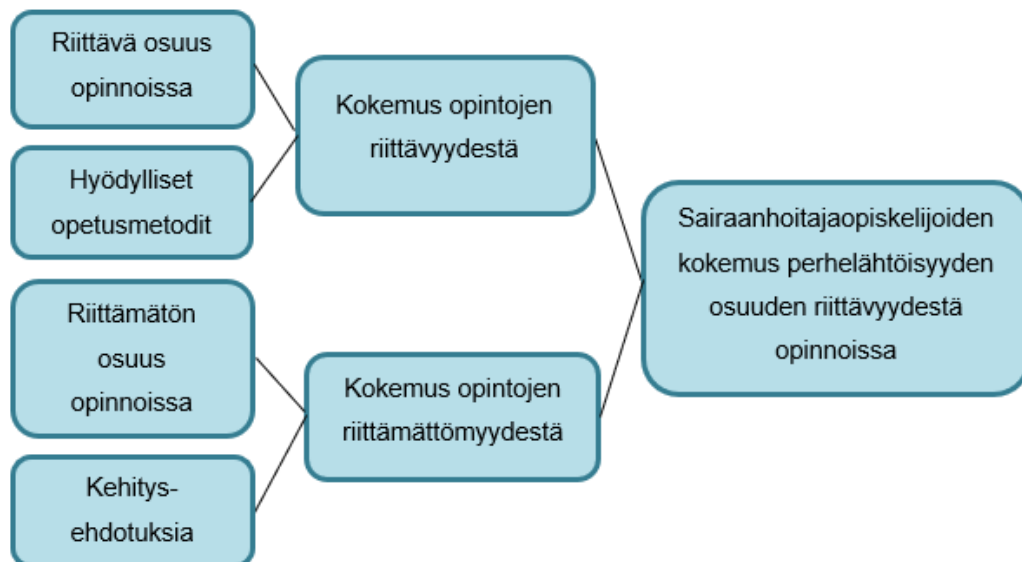 Riittävä osuus
opinnoissa
Hyödylliset
opetusmetodit
Riittämätön
osuus
opinnoissa
Kehitys-
ehdotuksia
Kokemus opintojen
riittävyydestä
Kokemus opintojen
riittämättömyydestä
Sairaanhoitajaopiskelijoiden
kokemus perhelähtöisyyden
osuuden riittävyydestä
opinnoissa